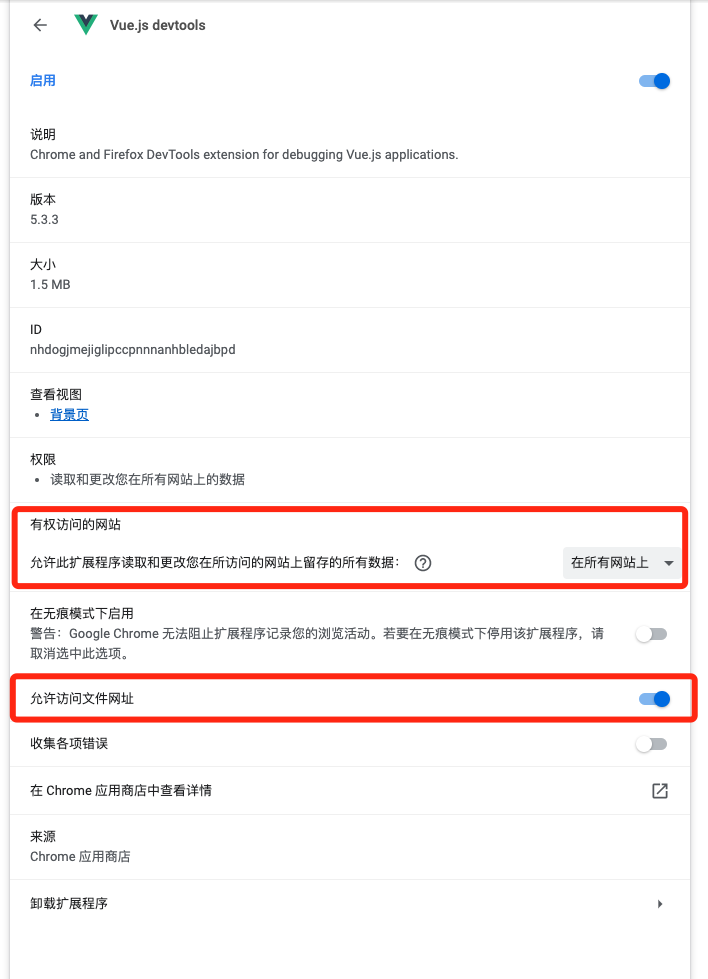 Vue.js devtools
启用
说明
Chrome and Firefox DevTools extension for debugging Vue.js applications.
版本
5.3.3
大小
1.5 MB
ID
nhdogjmejiglipccpnnnanhbledajbpd
查看视图
背景页
权限
读取和更改您在所有网站上的数据
有权访问的网站
允许此扩展程序读取和更改您在所访问的网站上留存的所有数据：
在所有网站上
在无痕模式下启用
警告：Google Chrome 无法阻止扩展程序记录您的浏览活动。若要在无痕模式下停用该扩展程序，请
取消选中此选项。
允许访问文件网址
收集各项错误
在 Chrome 应用商店中查看详情
来源
Chrome 应用商店
卸载扩展程序